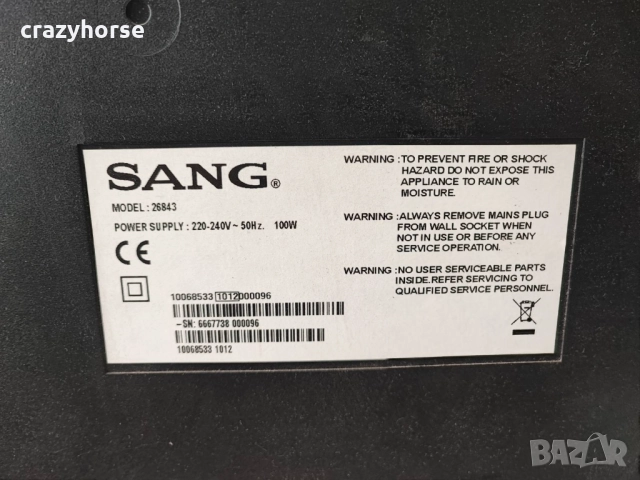 crazyhorse
SANG®
MODEL : 26843
POWER SUPPLY : 220-240V ~ 50Hz. 100W
CE
10068533 1012 000096
-SN: 6667738 000096
10068533 1012
WARNING :TO PREVENT FIRE OR SHOCK
HAZARD DO NOT EXPOSE THIS
APPLIANCE TO RAIN OR
MOISTURE.
WARNING :ALWAYS REMOVE MAINS PLUG
FROM WALL SOCKET WHEN
NOT IN USE OR BEFORE ANY
SERVICE OPERATION.
WARNING :NO USER SERVICEABLE PARTS
INSIDE.REFER SERVICING TO
QUALIFIED SERVICE PERSONNEL.
BAZAR